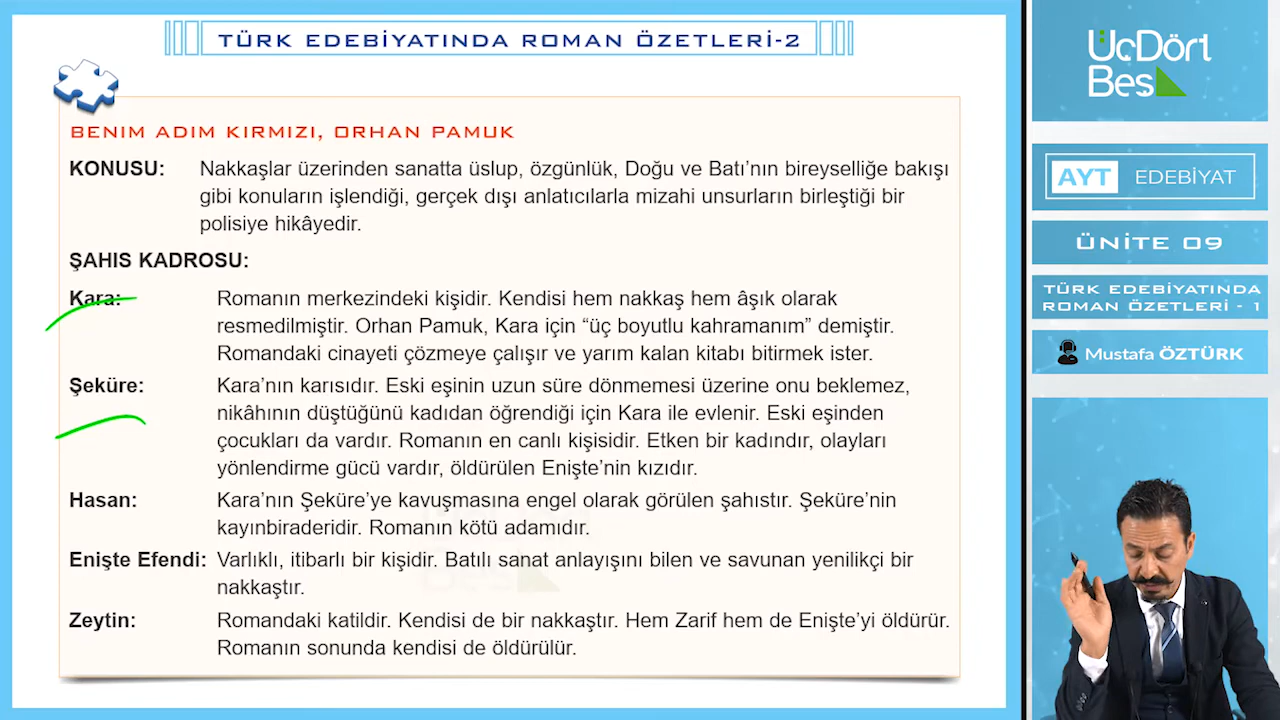 TÜRK EDEBİYATINDA ROMAN ÖZETLERİ-2
BENIM ADIM KIRMIZI, ORHAN PAMUK
KONUSU: Nakkaşlar üzerinden sanatta üslup, özgünlük, Doğu ve Batı’nın bireyselliğe bakışı
gibi konuların işlendiği, gerçek dışı anlatıcılarla mizahi unsurların birleştiği bir
polisiye hikâyedir.
ŞAHIS KADROSU:
Kara: Romanın merkezindeki kişidir. Kendisi hem nakkaş hem âşık olarak
resmedilmiştir. Orhan Pamuk, Kara için “üç boyutlu kahramanım” demiştir.
Romandaki cinayeti çözmeye çalışır ve yarım kalan kitabı bitirmek ister.
Şeküre: Kara’nın karısıdır. Eski eşinin uzun süre dönmemesi üzerine onu beklemez,
nikâhının düştüğünü kadıdan öğrendiği için Kara ile evlenir. Eski eşinden
çocukları da vardır. Romanın en canlı kişisidir. Etken bir kadındır, olayları
yönlendirme gücü vardır, öldürülen Enişte’nin kızıdır.
Hasan: Kara’nın Şeküre’ye kavuşmasına engel olarak görülen şahıstır. Şeküre’nin
kayınbiraderidir. Romanın kötü adamıdır.
Enişte Efendi: Varlıklı, itibarlı bir kişidir. Batılı sanat anlayışını bilen ve savunan yenilikçi bir
nakkaştır.
Zeytin: Romandaki katildir. Kendisi de bir nakkaştır. Hem Zarif hem de Enişte’yi öldürür.
Romanın sonunda kendisi de öldürülür.
ÜçDört
Beş
AYT EDEBİYAT
ÜNİTE 09
TÜRK EDEBİYATINDA
ROMAN ÖZETLERİ - 1
Mustafa ÖZTÜRK